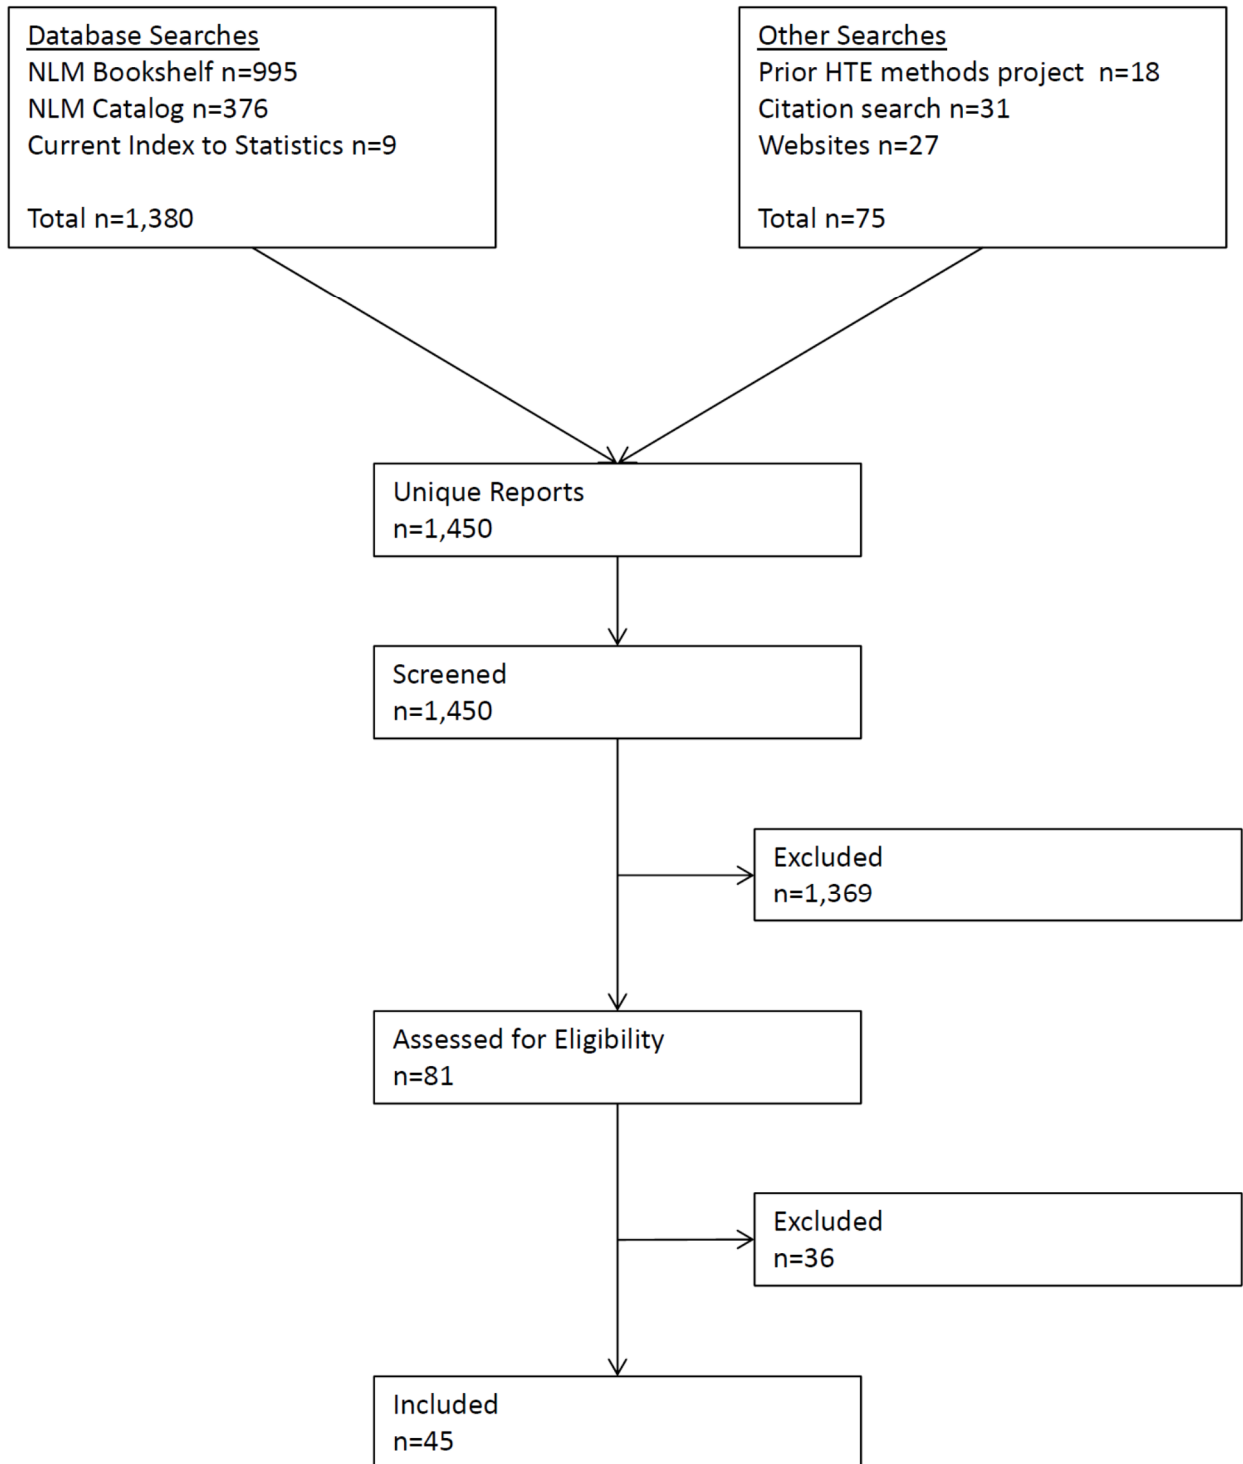 Database Searches
NLM Bookshelf n=995
NLM Catalog n=376
Current Index to Statistics n=9
Total n=1,380
Other Searches
Prior HTE methods project  n=18
Citation search n=31
Websites n=27
Total n=75
Unique Reports
n=1,450
Screened
n=1,450
Excluded
n=1,369
Assessed for Eligibility
n=81
Excluded
n=36
Included
n=45